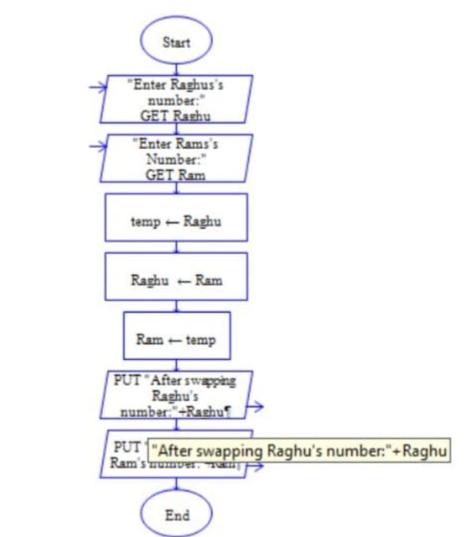 Start
"Enter Raghus's
number:"
GET Raghu
"Enter Rams's
Number:"
GET Ram
temp ← Raghu
Raghu ← Ram
Ram ← temp
PUT "After swapping
Raghu's
number:"+Raghu¶
PUT "
"After swapping Raghu's number:"+Raghu
Ram's number: "+Ram¶
End